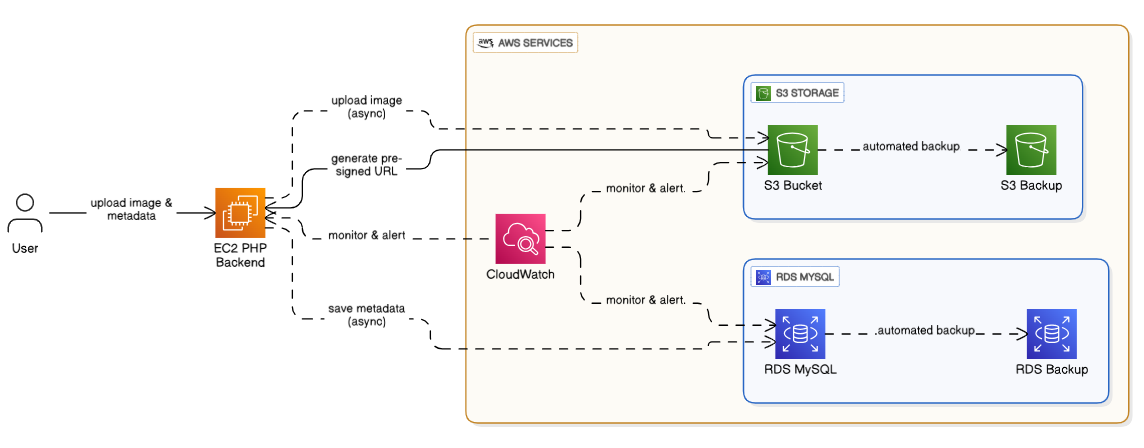 aws AWS SERVICES
S3 STORAGE
upload image
(async)
S3 Bucket
automated backup
S3 Backup
generate pre-
signed URL
monitor & alert
User
upload image &
metadata
EC2 PHP
Backend
monitor & alert
CloudWatch
RDS MYSQL
monitor & alert
save metadata
(async)
RDS MySQL
automated backup
RDS Backup